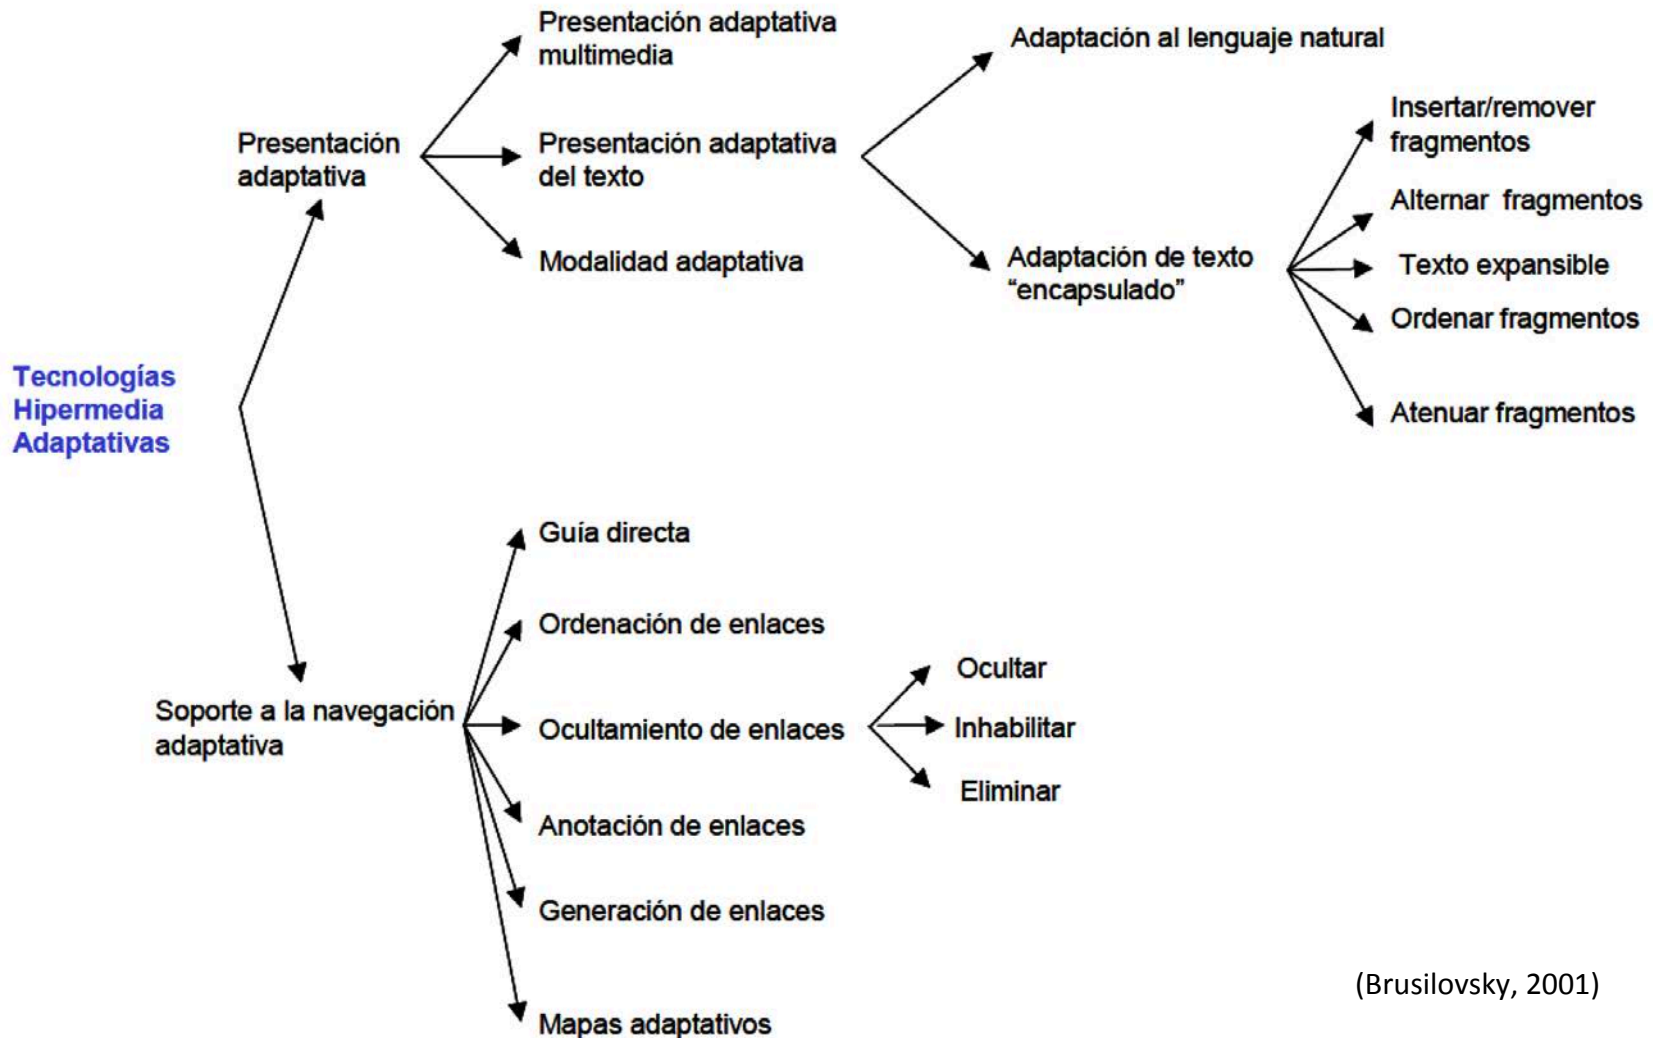 Presentación adaptativa
multimedia
Adaptación al lenguaje natural
Insertar/remover
fragmentos
Presentación
adaptativa
Presentación adaptativa
del texto
Alternar fragmentos
Modalidad adaptativa
Adaptación de texto
“encapsulado”
Texto expansible
Ordenar fragmentos
Tecnologías
Hipermedia
Adaptativas
Atenuar fragmentos
Guía directa
Ordenación de enlaces
Ocultar
Soporte a la navegación
adaptativa
Ocultamiento de enlaces
Inhabilitar
Eliminar
Anotación de enlaces
Generación de enlaces
(Brusilovsky, 2001)
Mapas adaptativos